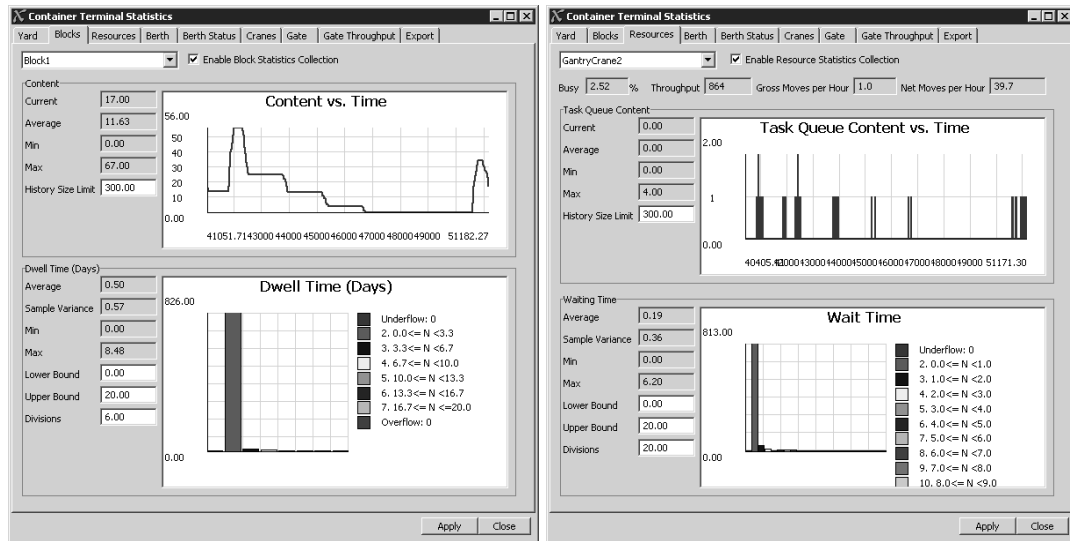 Container Terminal Statistics
Yard Blocks Resources Berth Berth Status Cranes Gate Gate Throughput Export
Block1 Enable Block Statistics Collection
Content
Current 17.00
Average 11.63
Min 0.00
Max 67.00
History Size Limit 300.00
Content vs. Time
56.00
50
40
30
20
10
0.00
41051.7143000 44000 4500046000 47000 48000 49000 51182.27
Dwell Time (Days)
Average 0.50
Sample Variance 0.57
Min 0.00
Max 8.48
Lower Bound 0.00
Upper Bound 20.00
Divisions 6.00
Dwell Time (Days)
826.00
0.00
Underflow: 0
2. 0.0<= N <3.3
3. 3.3<= N <6.7
4. 6.7<= N <10.0
5. 10.0<= N <13.3
6. 13.3<= N <16.7
7. 16.7<= N <=20.0
Overflow: 0
Apply Close
Container Terminal Statistics
Yard Blocks Resources Berth Berth Status Cranes Gate Gate Throughput Export
GantryCrane2 Enable Resource Statistics Collection
Busy 2.52 % Throughput 864 Gross Moves per Hour 1.0 Net Moves per Hour 39.7
Task Queue Content
Current 0.00
Average 0.00
Min 0.00
Max 4.00
History Size Limit 300.00
Task Queue Content vs. Time
2.00
1
0.00
43000 44000 45000 46000 47000 48000 49000 51171.30
Waiting Time
Average 0.19
Sample Variance 0.36
Min 0.00
Max 6.20
Lower Bound 0.00
Upper Bound 20.00
Divisions 20.00
Wait Time
813.00
0.00
Underflow: 0
2. 0.0<= N <1.0
3. 1.0<= N <2.0
4. 2.0<= N <3.0
5. 3.0<= N <4.0
6. 4.0<= N <5.0
7. 5.0<= N <6.0
8. 6.0<= N <7.0
9. 7.0<= N <8.0
10. 8.0<= N <9.0
Apply Close